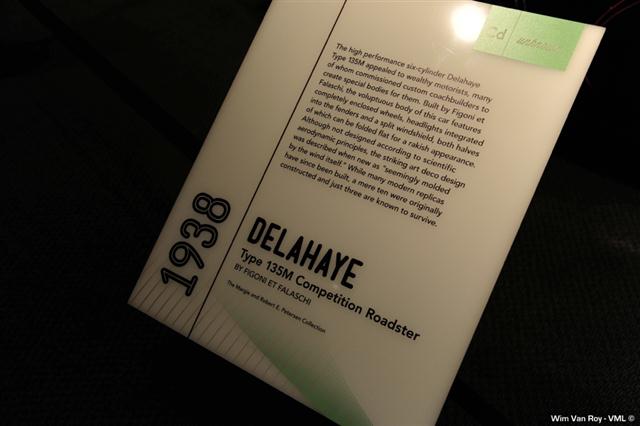 Cd
The high performance six-cylinder Delahaye
Type 135M appealed to wealthy motorists, many
of whom commissioned custom coachbuilders to
create special bodies for them. Built by Figoni et
Falaschi, the voluptuous body of this car features
completely enclosed wheels, headlights integrated
into the fenders and a split windshield, both halves
of which can be folded flat for a rakish appearance.
Although not designed according to scientific
aerodynamic principles, the striking art deco design
was described when new as "seemingly molded
by the wind itself." While many modern replicas
have since been built, a mere ten were originally
constructed and just three are known to survive.
1938
DELAHAYE
Type 135M Competition Roadster
BY FIGONI ET FALASCHI
The Margie and Robert E. Petersen Collection
Wim Van Roy - VML ©